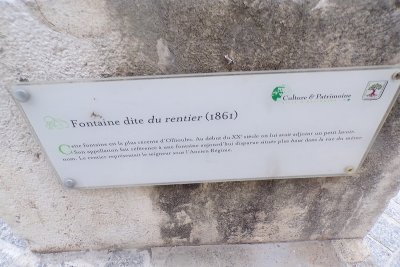 Culture & Patrimoine
Fontaine dite du rentier (1861)
Cette fontaine est la plus récente d'Ollioules. Au début du XXe siècle on lui avait adjoint un petit lavoir.
Son appellation fait référence à une fontaine aujourd'hui disparue située plus haut dans la rue du même
nom. Le rentier représentait le seigneur sous l'Ancien Régime.